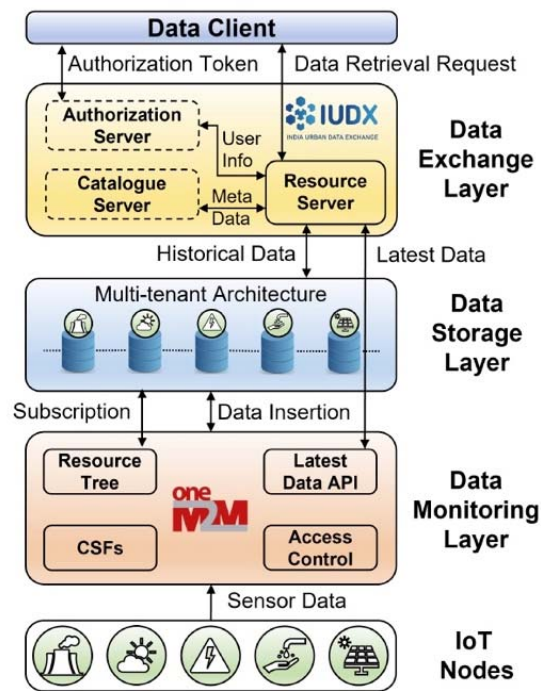 Data Client
Authorization Token
Data Retrieval Request
Authorization
Server
IUDX
INDIA URBAN DATA EXCHANGE
User
Info
Catalogue
Server
Meta
Data
Resource
Server
Data
Exchange
Layer
Historical Data
Latest Data
Multi-tenant Architecture
Data
Storage
Layer
Subscription
Data Insertion
Resource
Tree
one
M2M
Latest
Data API
CSFs
Access
Control
Data
Monitoring
Layer
Sensor Data
IoT
Nodes